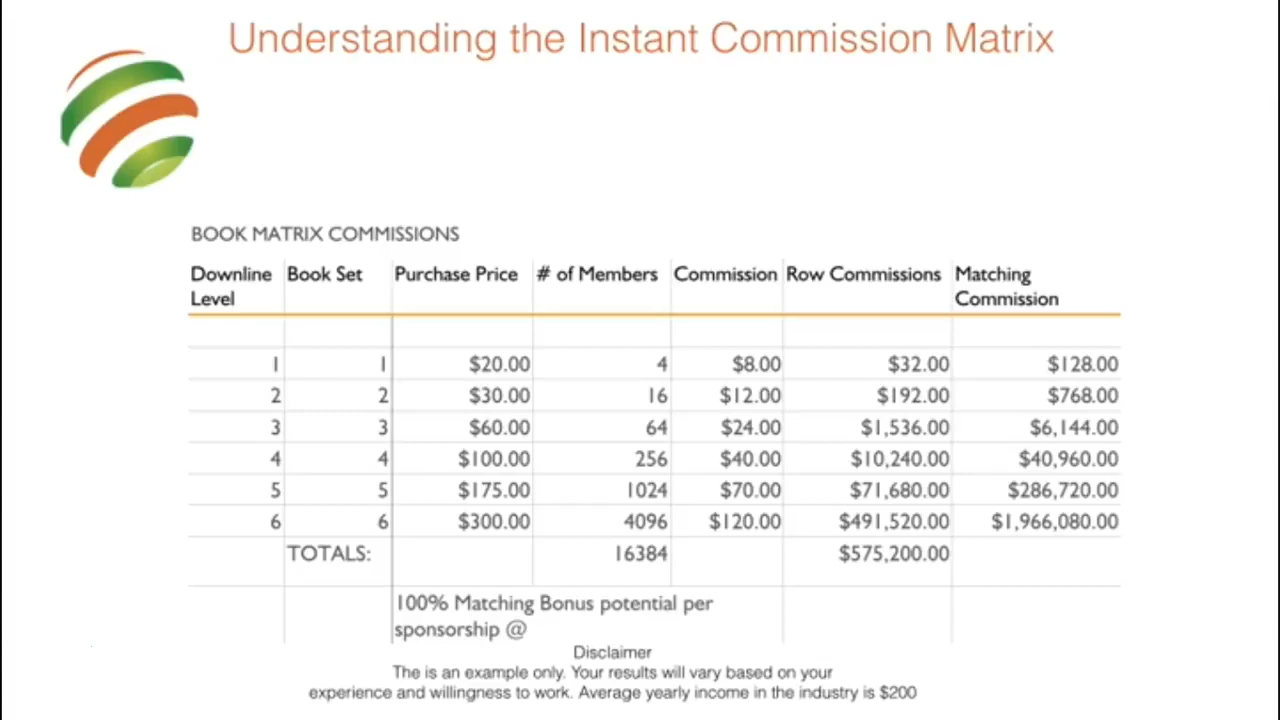 Understanding the Instant Commission Matrix
BOOK MATRIX COMMISSIONS
Downline Level Book Set Purchase Price # of Members Commission Row Commissions Matching Commission
1 1 $20.00 4 $8.00 $32.00 $128.00
2 2 $30.00 16 $12.00 $192.00 $768.00
3 3 $60.00 64 $24.00 $1,536.00 $6,144.00
4 4 $100.00 256 $40.00 $10,240.00 $40,960.00
5 5 $175.00 1024 $70.00 $71,680.00 $286,720.00
6 6 $300.00 4096 $120.00 $491,520.00 $1,966,080.00
TOTALS: 16384 $575,200.00
100% Matching Bonus potential per
sponsorship @
Disclaimer
The is an example only. Your results will vary based on your
experience and willingness to work. Average yearly income in the industry is $200